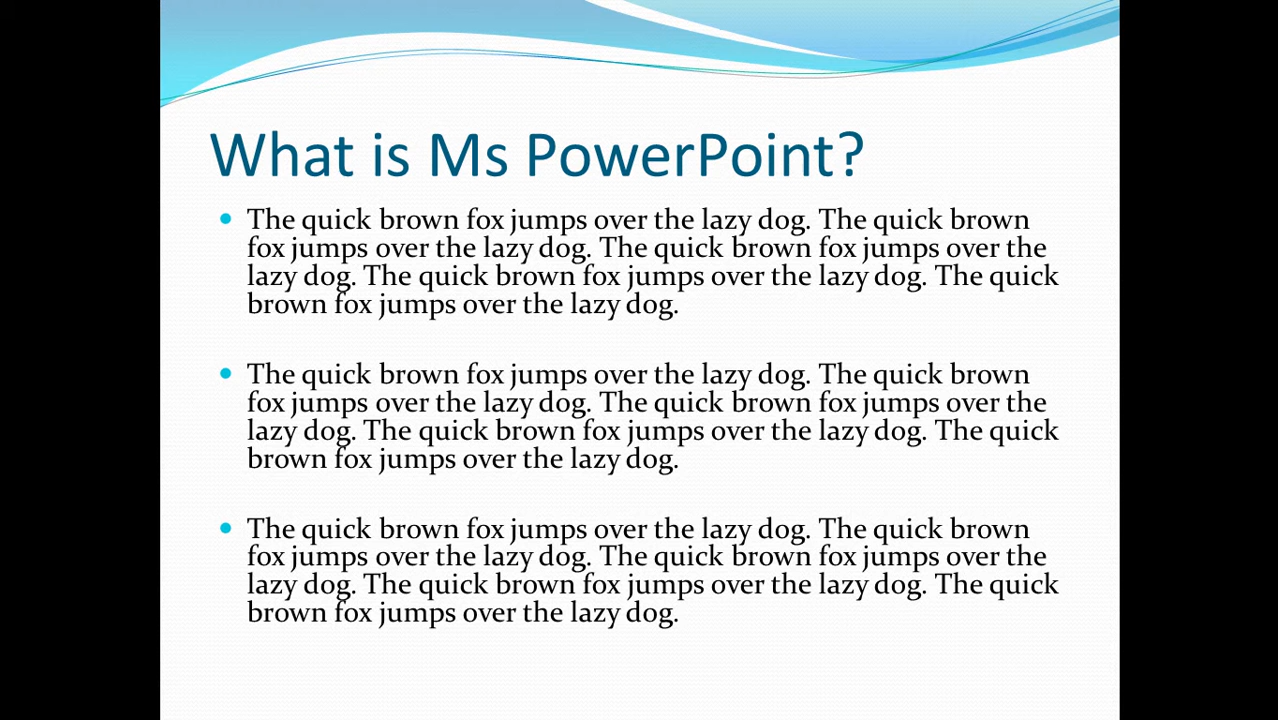 What is Ms PowerPoint?
The quick brown fox jumps over the lazy dog. The quick brown
fox jumps over the lazy dog. The quick brown fox jumps over the
lazy dog. The quick brown fox jumps over the lazy dog. The quick
brown fox jumps over the lazy dog.
The quick brown fox jumps over the lazy dog. The quick brown
fox jumps over the lazy dog. The quick brown fox jumps over the
lazy dog. The quick brown fox jumps over the lazy dog. The quick
brown fox jumps over the lazy dog.
The quick brown fox jumps over the lazy dog. The quick brown
fox jumps over the lazy dog. The quick brown fox jumps over the
lazy dog. The quick brown fox jumps over the lazy dog. The quick
brown fox jumps over the lazy dog.